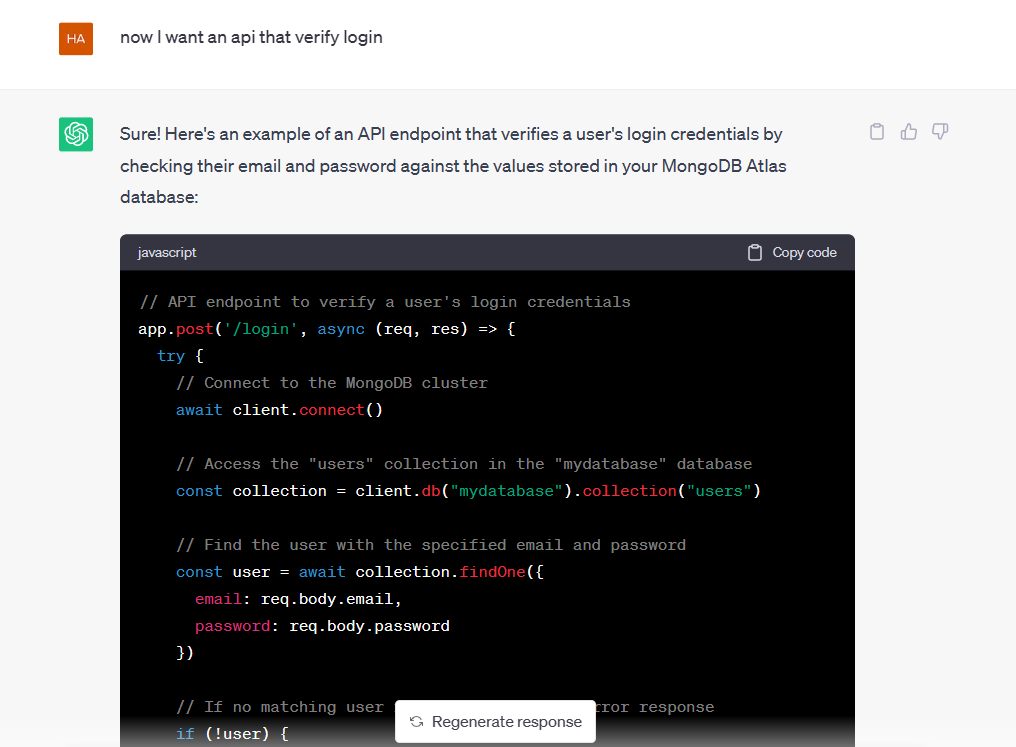 HA
now I want an api that verify login
Sure! Here's an example of an API endpoint that verifies a user's login credentials by
checking their email and password against the values stored in your MongoDB Atlas
database:
javascript
Copy code
// API endpoint to verify a user's login credentials
app.post('/login', async (req, res) => {
  try {
    // Connect to the MongoDB cluster
    await client.connect()
    // Access the "users" collection in the "mydatabase" database
    const collection = client.db("mydatabase").collection("users")
    // Find the user with the specified email and password
    const user = await collection.findOne({
      email: req.body.email,
      password: req.body.password
    })
    // If no matching user rror response
    if (!user) {
Regenerate response